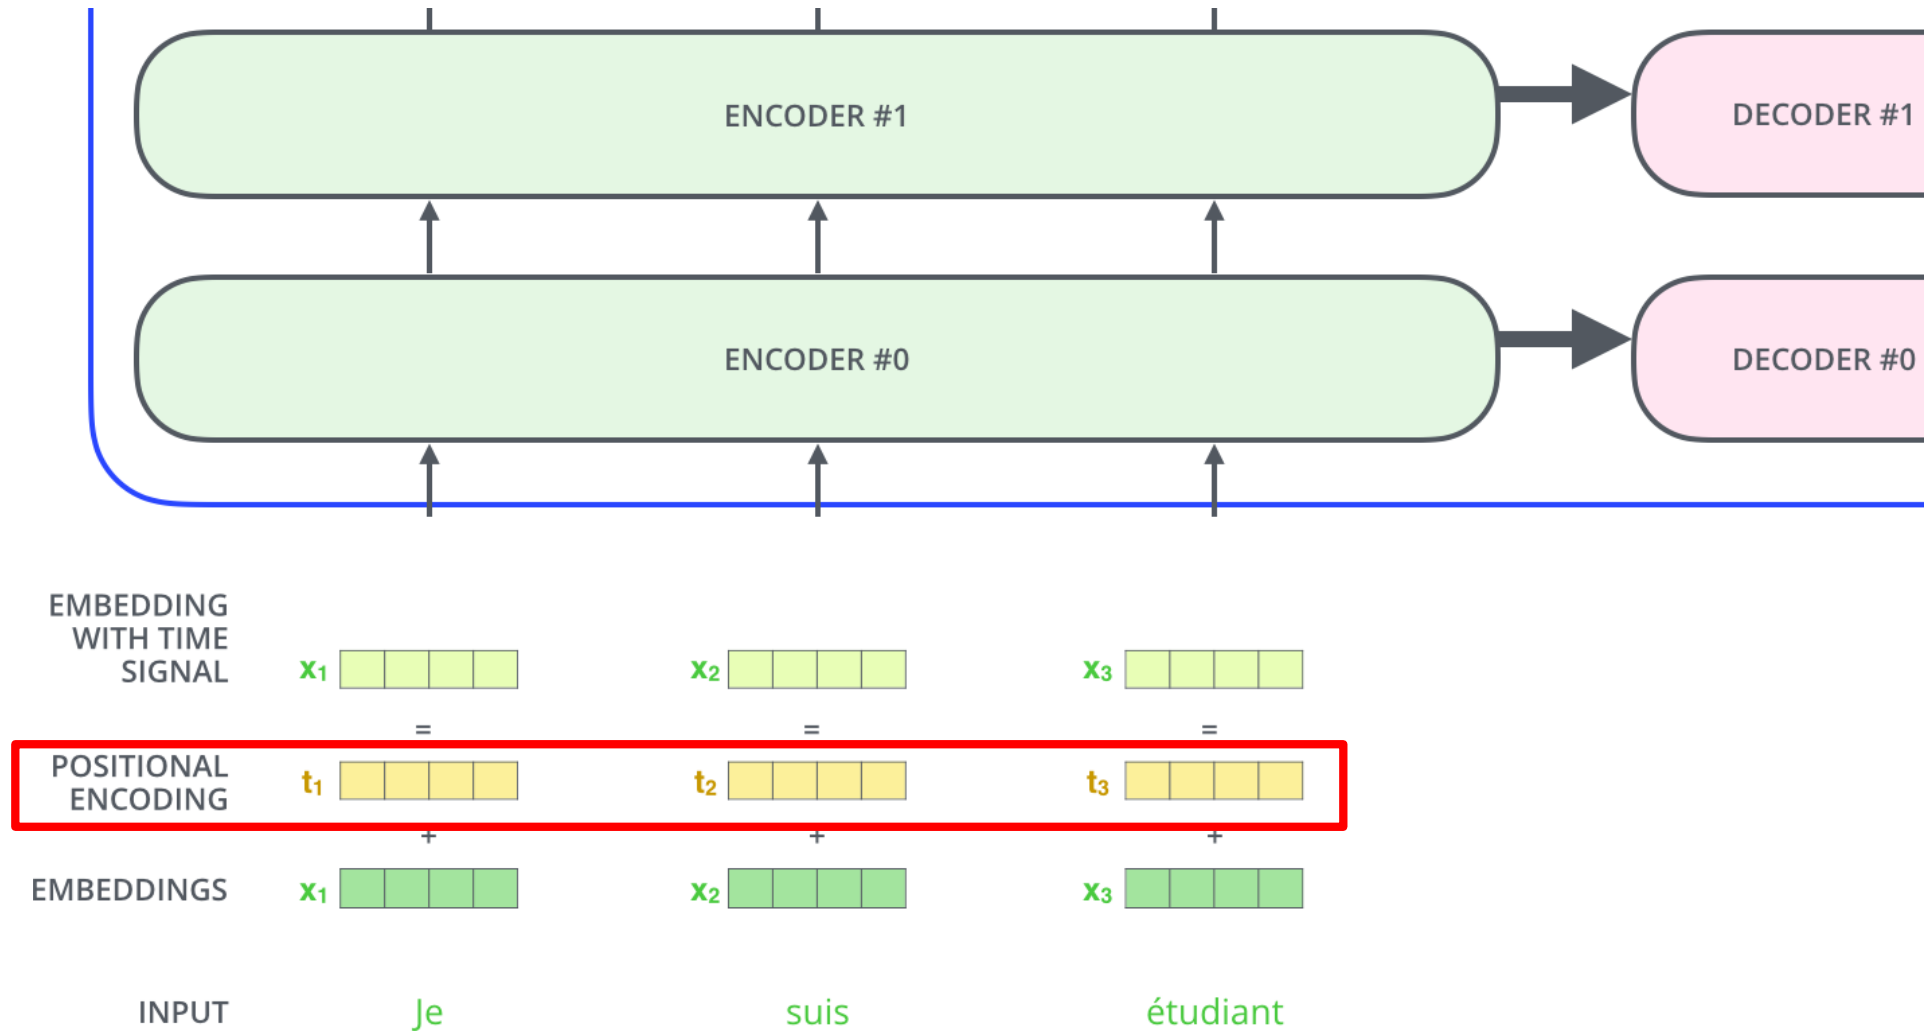 ENCODER #1
DECODER #1
ENCODER #0
DECODER #0
EMBEDDING
WITH TIME
SIGNAL
x1
x2
x3
=
=
=
POSITIONAL
ENCODING
t1
t2
t3
+
+
+
EMBEDDINGS
x1
x2
x3
INPUT
Je
suis
étudiant